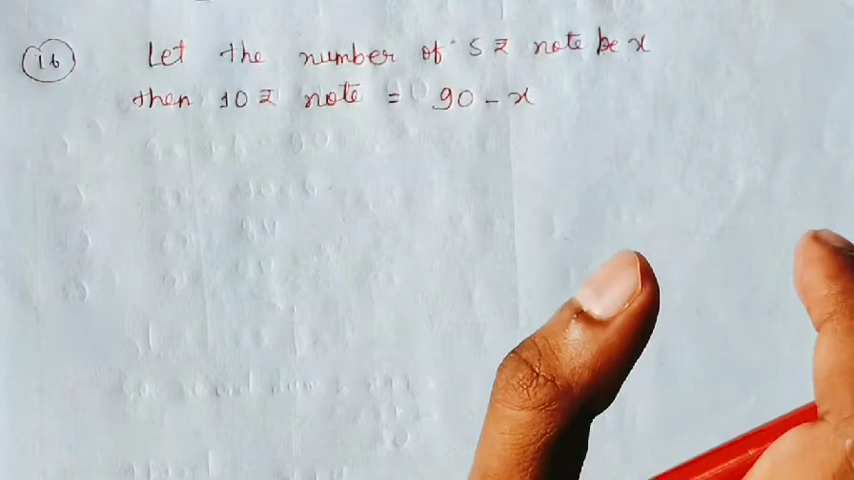 16 Let the number of 5 ₹ note be x
then 10 ₹ note = 90 - x